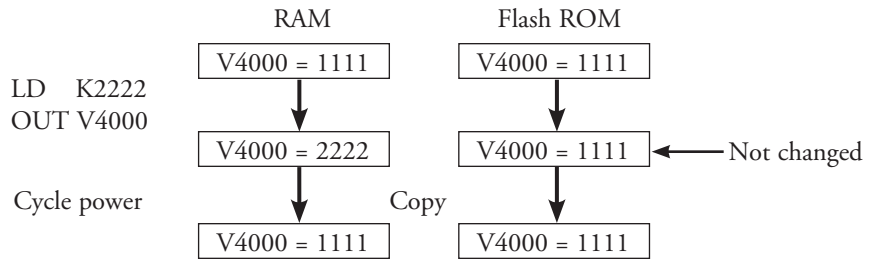 RAM Flash ROM
V4000 = 1111 V4000 = 1111
LD K2222
OUT V4000
V4000 = 2222 V4000 = 1111 Not changed
Cycle power Copy
V4000 = 1111 V4000 = 1111